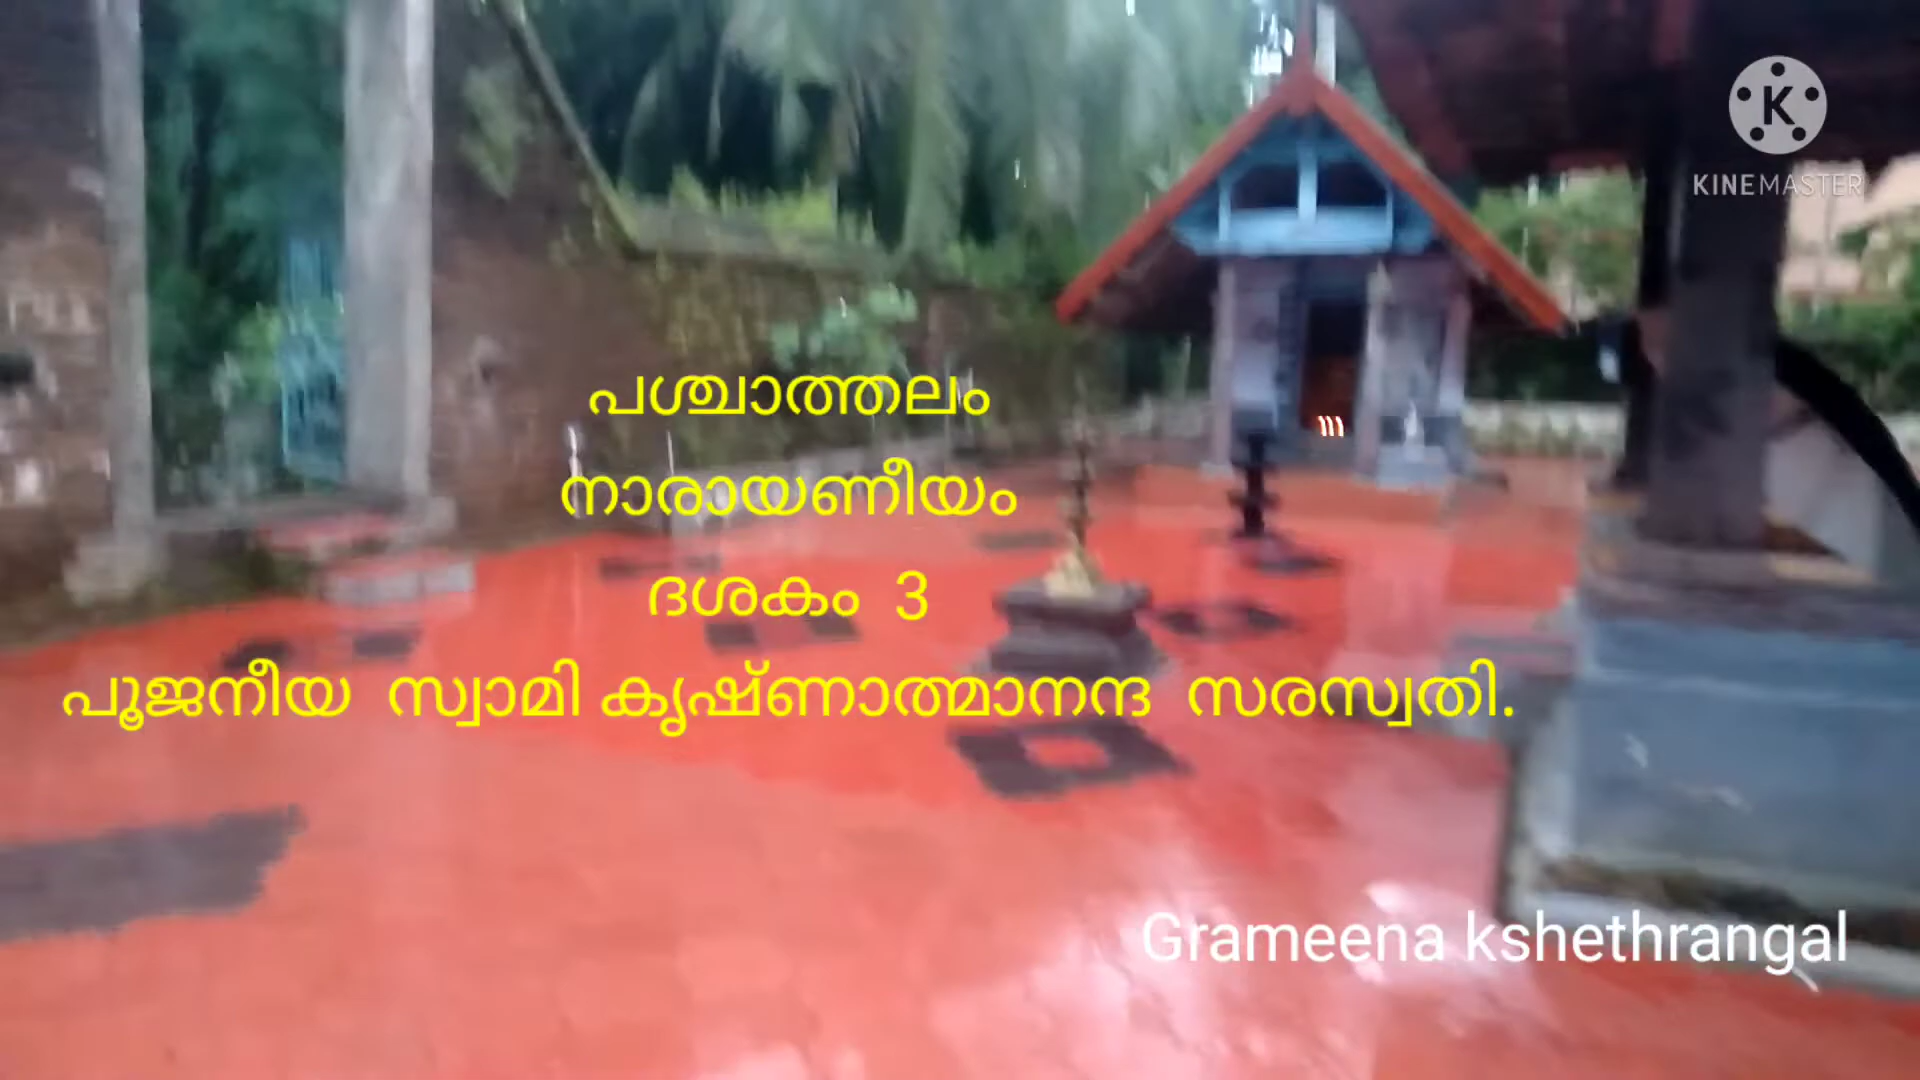 KINEMASTER
പശ്ചാത്തലം
നാരായണീയം
ദശകം 3
പൂജനീയ സ്വാമി കൃഷ്ണാത്മാനന്ദ സരസ്വതി.
Grameena kshethrangal